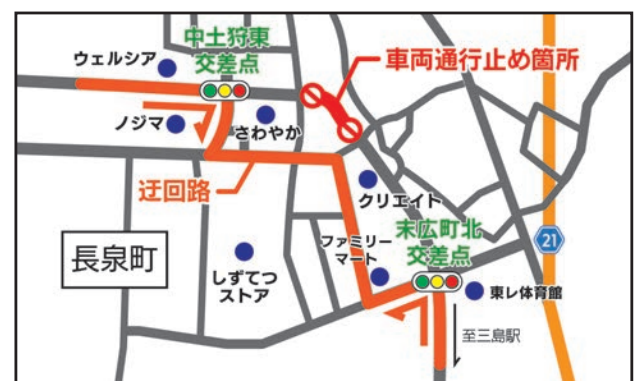 中土狩東
交差点
ウェルシア
車両通行止め箇所
ノジマ
さわやか
迂回路
クリエイト
末広町北
交差点
21
長泉町
ファミリー
マート
しずてつ
ストア
東レ体育館
至三島駅